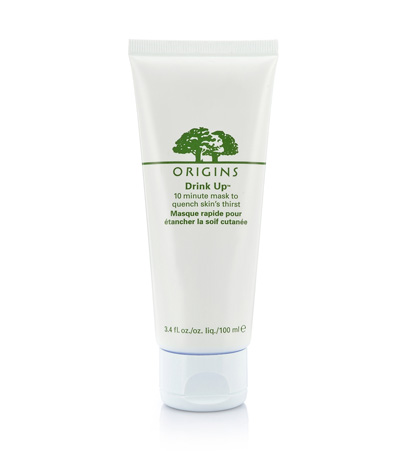 ORIGINS
Drink Up™
10 minute mask to
quench skin's thirst
Masque rapide pour
étancher la soif cutanée
3.4 fl. oz./oz. liq./100 ml ℮